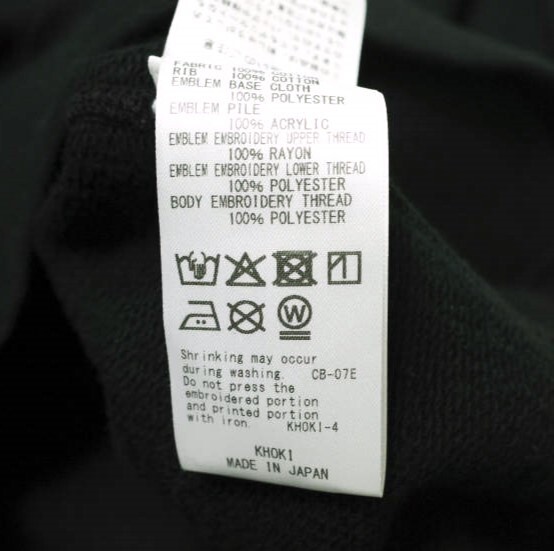 FABRIC 100% COTTON
RIB 100% COTTON
EMBLEM BASE CLOTH
100% POLYESTER
EMBLEM PILE
100% ACRYLIC
EMBLEM EMBROIDERY UPPER THREAD
100% RAYON
EMBLEM EMBROIDERY LOWER THREAD
100% POLYESTER
BODY EMBROIDERY THREAD
100% POLYESTER
W
Shrinking may occur
during washing. CB-07E
Do not press the
embroidered portion
and printed portion
with iron. KHOKI-4
KHOKI
MADE IN JAPAN